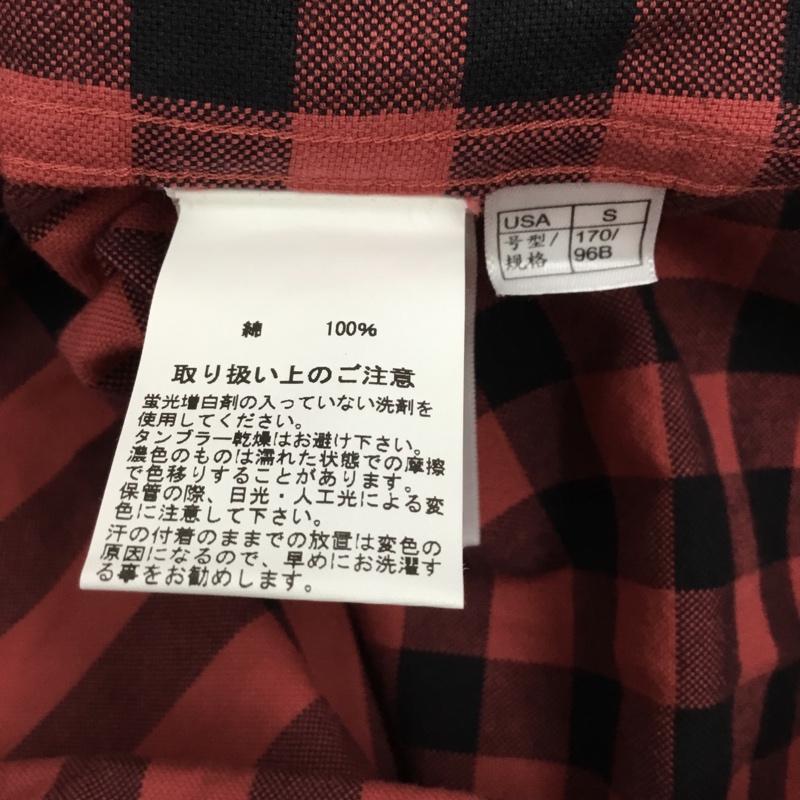 綿 100%
取り扱い上のご注意
蛍光増白剤の入っていない洗剤を
使用してください。
タンブラー乾燥はお避け下さい。
濃色のものは濡れた状態での摩擦
で色移りすることがあります。
保管の際、日光・人工光による変
色に注意して下さい。
汗の付着のままでの放置は変色の
原因になるので、早めにお洗濯す
る事をお勧めします。
USA S
号型/ 170/
规格 96B